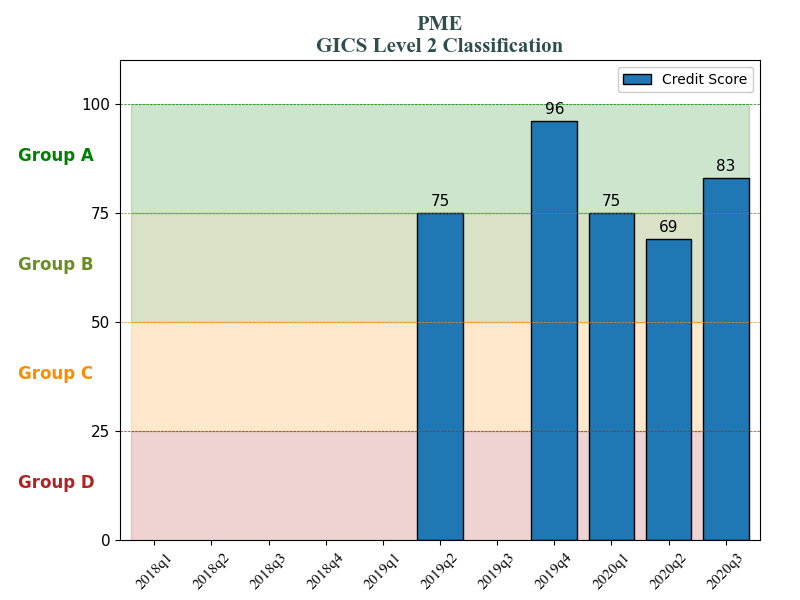 PME
GICS Level 2 Classification
Credit Score
100
96
Group A
83
75
75
75
69
Group B
50
Group C
25
Group D
0
2018q1
2018q2
2018q3
2018q4
2019q1
2019q2
2019q3
2019q4
2020q1
2020q2
2020q3